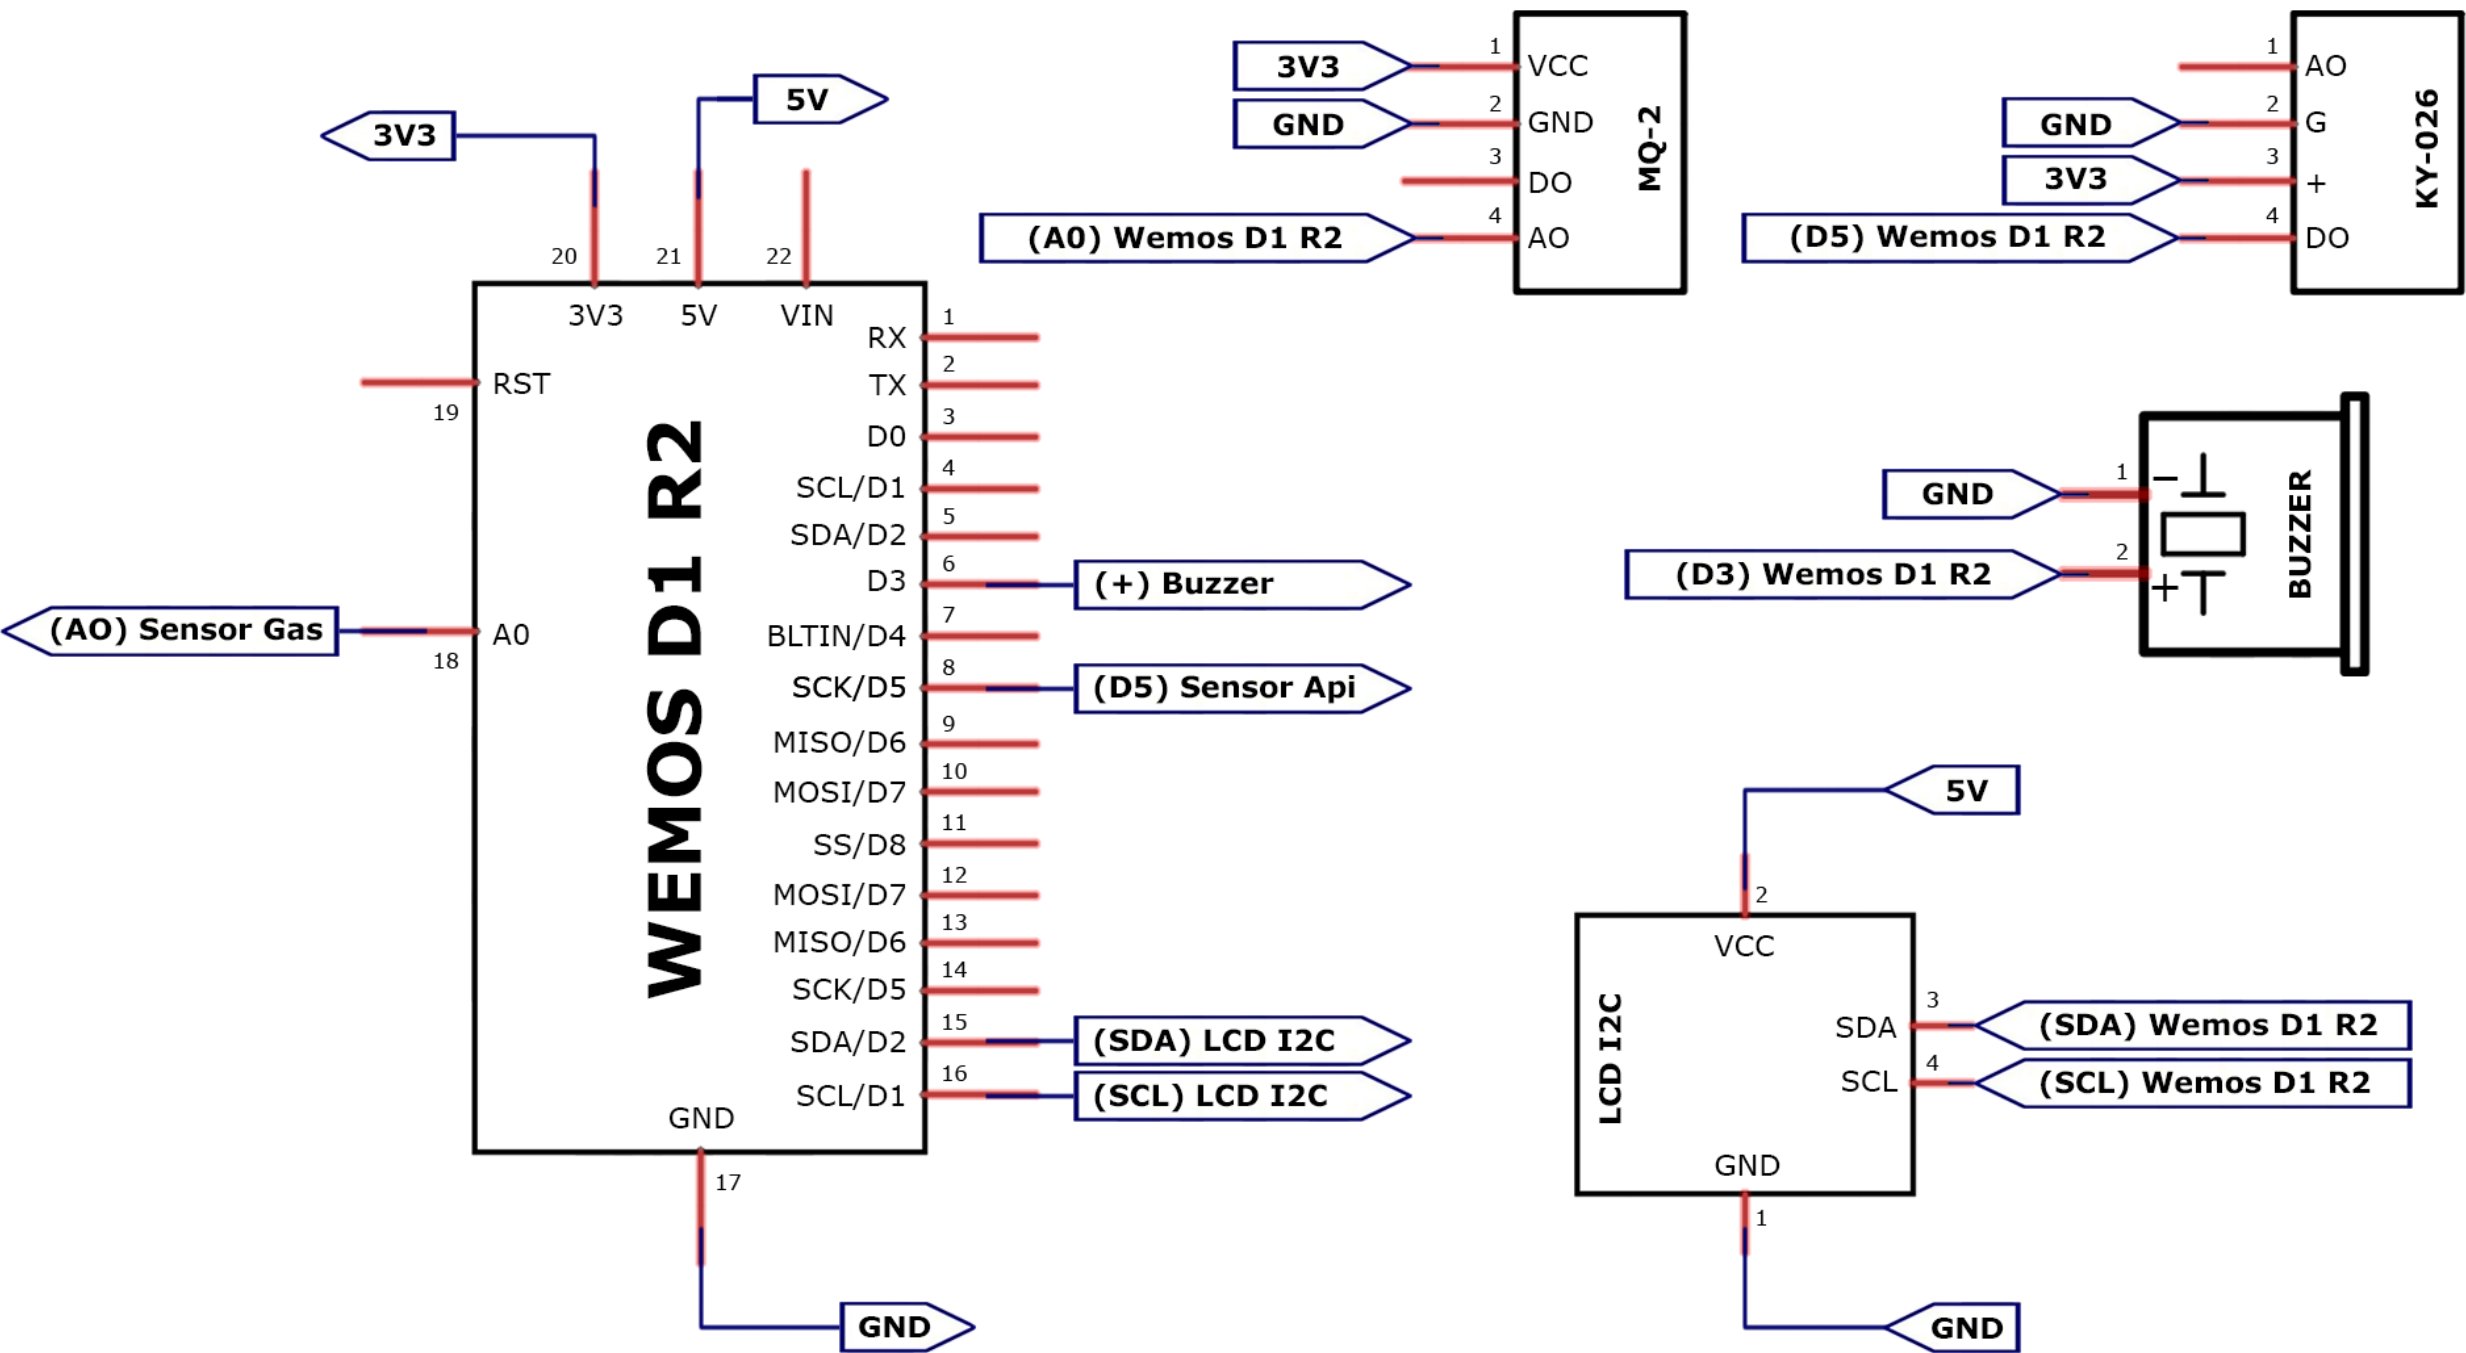 3V3
5V
20
21
22
3V3
5V
VIN
RST
19
(AO) Sensor Gas
A0
18
WEMOS D1 R2
RX
1
TX
2
D0
3
SCL/D1
4
SDA/D2
5
D3
6
(+) Buzzer
BLTIN/D4
7
SCK/D5
8
(D5) Sensor Api
MISO/D6
9
MOSI/D7
10
SS/D8
11
MOSI/D7
12
MISO/D6
13
SCK/D5
14
SDA/D2
15
(SDA) LCD I2C
SCL/D1
16
(SCL) LCD I2C
GND
17
GND
3V3
1
VCC
GND
2
GND
3
DO
(A0) Wemos D1 R2
4
AO
MQ-2
1
AO
GND
2
G
3V3
3
+
(D5) Wemos D1 R2
4
DO
KY-026
GND
1
−
(D3) Wemos D1 R2
2
+
BUZZER
5V
2
VCC
LCD I2C
SDA
3
(SDA) Wemos D1 R2
SCL
4
(SCL) Wemos D1 R2
GND
1
GND